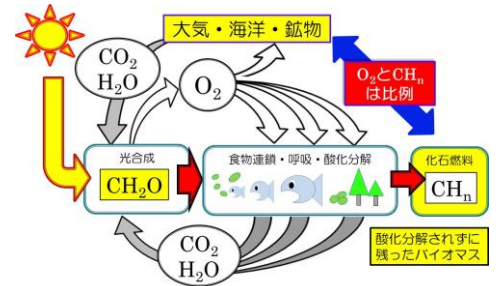 大気・海洋・鉱物
CO₂
H₂O
O₂
O₂とCHₙ
は比例
光合成
CH₂O
食物連鎖・呼吸・酸化分解
化石燃料
CHₙ
CO₂
H₂O
酸化分解されずに
残ったバイオマス